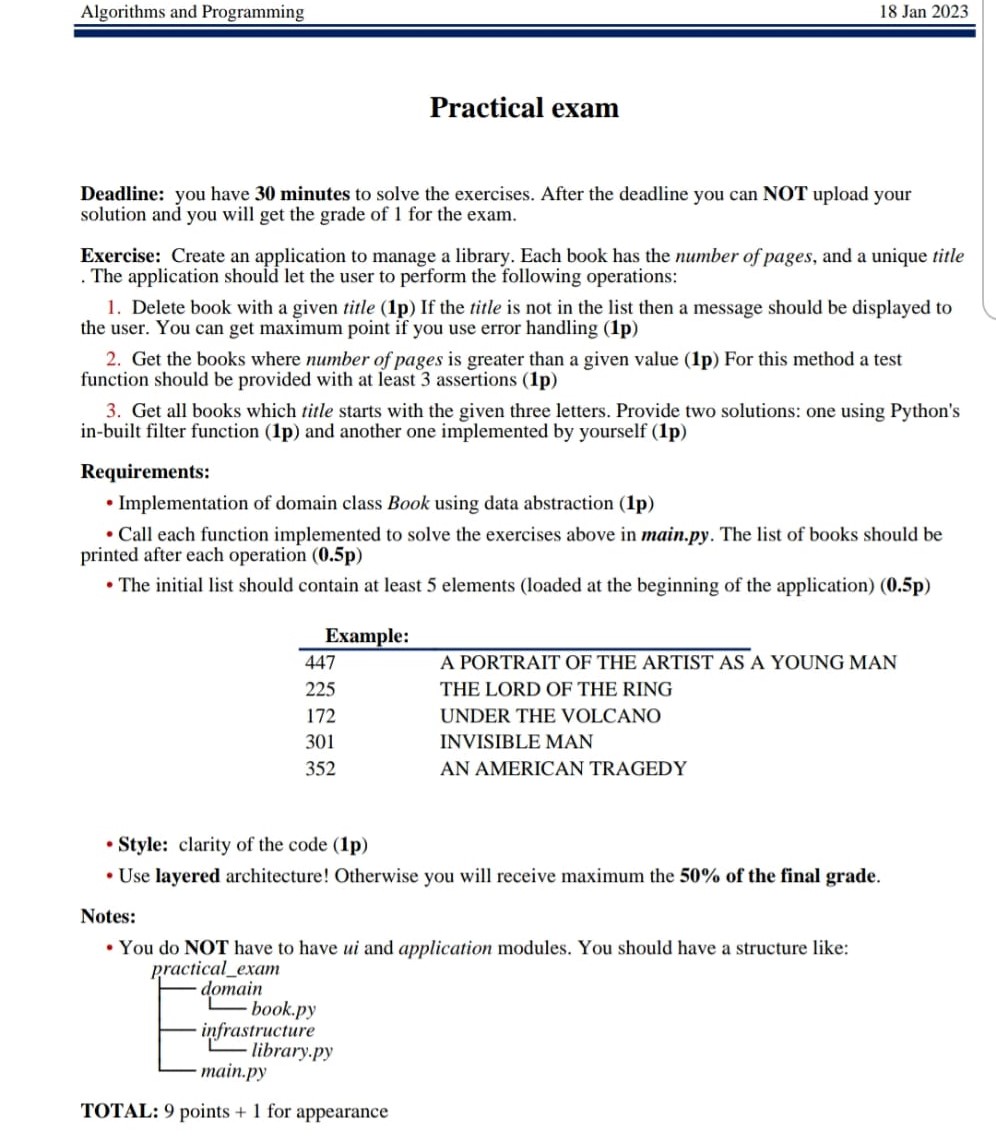 Algorithms and Programming 18 Jan 2023
Practical exam
Deadline: you have 30 minutes to solve the exercises. After the deadline you can NOT upload your
solution and you will get the grade of 1 for the exam.
Exercise: Create an application to manage a library. Each book has the number of pages, and a unique title
. The application should let the user to perform the following operations:
1. Delete book with a given title (1p) If the title is not in the list then a message should be displayed to
the user. You can get maximum point if you use error handling (1p)
2. Get the books where number of pages is greater than a given value (1p) For this method a test
function should be provided with at least 3 assertions (1p)
3. Get all books which title starts with the given three letters. Provide two solutions: one using Python's
in-built filter function (1p) and another one implemented by yourself (1p)
Requirements:
• Implementation of domain class Book using data abstraction (1p)
• Call each function implemented to solve the exercises above in main.py. The list of books should be
printed after each operation (0.5p)
• The initial list should contain at least 5 elements (loaded at the beginning of the application) (0.5p)
Example:
447 A PORTRAIT OF THE ARTIST AS A YOUNG MAN
225 THE LORD OF THE RING
172 UNDER THE VOLCANO
301 INVISIBLE MAN
352 AN AMERICAN TRAGEDY
• Style: clarity of the code (1p)
• Use layered architecture! Otherwise you will receive maximum the 50% of the final grade.
Notes:
• You do NOT have to have ui and application modules. You should have a structure like:
practical_exam
domain
book.py
infrastructure
library.py
main.py
TOTAL: 9 points + 1 for appearance